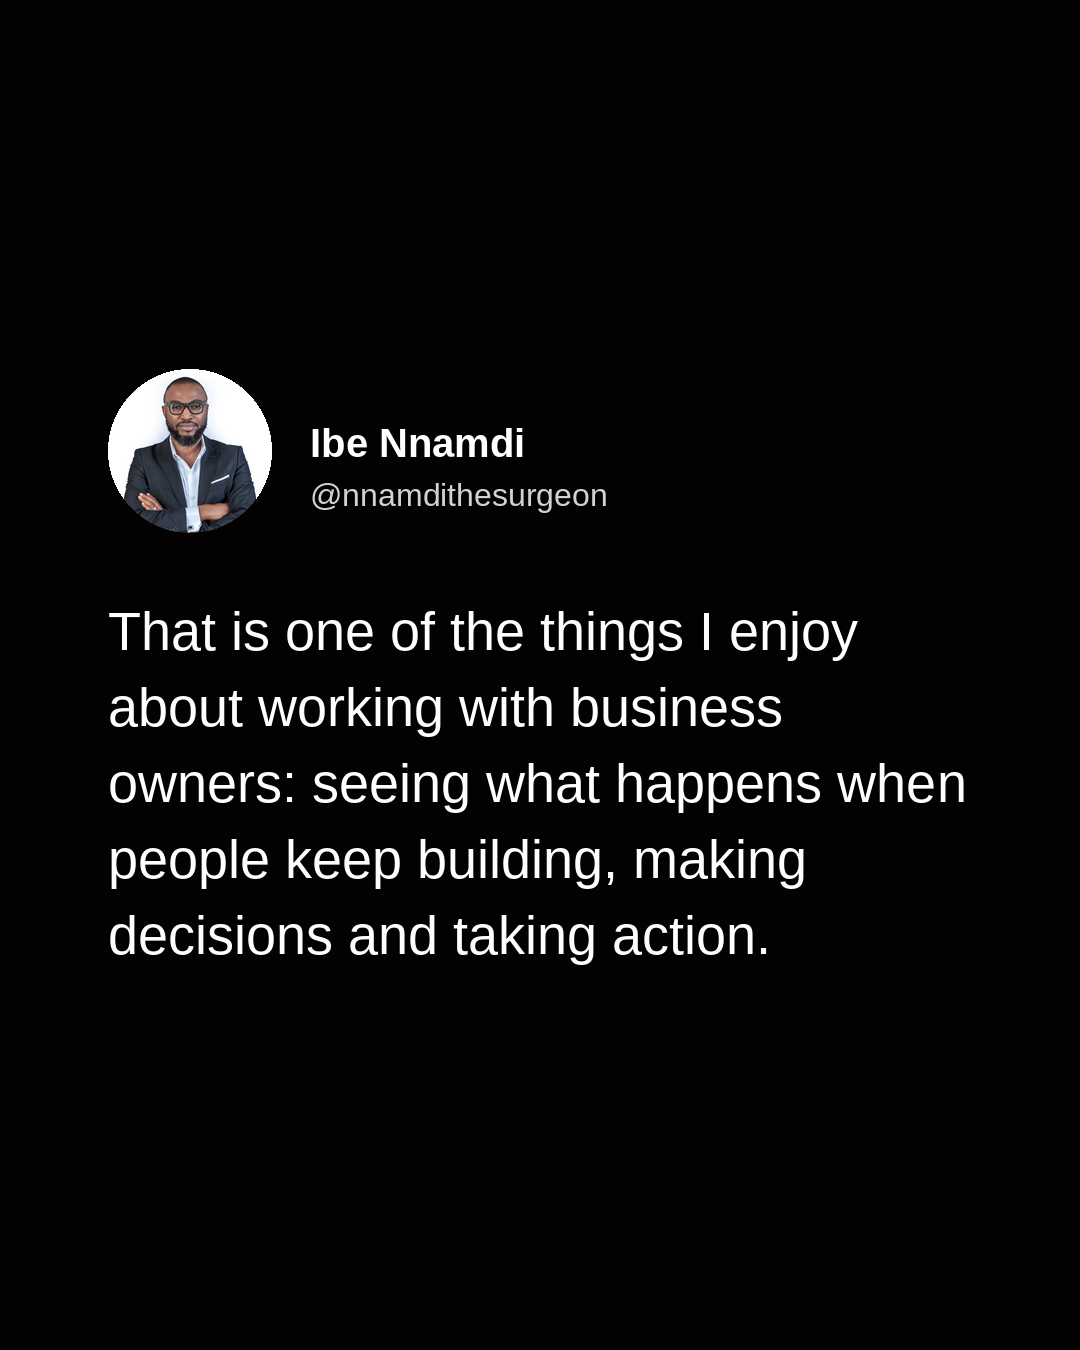 Ibe Nnamdi
@nnamdithesurgeon
That is one of the things I enjoy
about working with business
owners: seeing what happens when
people keep building, making
decisions and taking action.